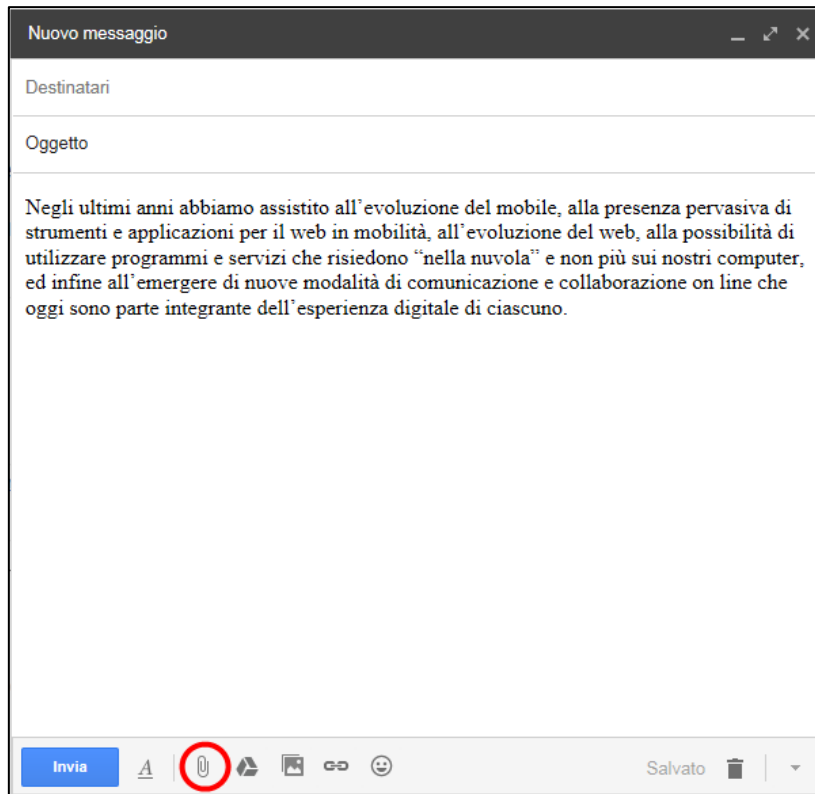 Nuovo messaggio
Destinatari
Oggetto
Negli ultimi anni abbiamo assistito all’evoluzione del mobile, alla presenza pervasiva di
strumenti e applicazioni per il web in mobilità, all’evoluzione del web, alla possibilità di
utilizzare programmi e servizi che risiedono “nella nuvola” e non più sui nostri computer,
ed infine all’emergere di nuove modalità di comunicazione e collaborazione on line che
oggi sono parte integrante dell’esperienza digitale di ciascuno.
Invia A Salvato